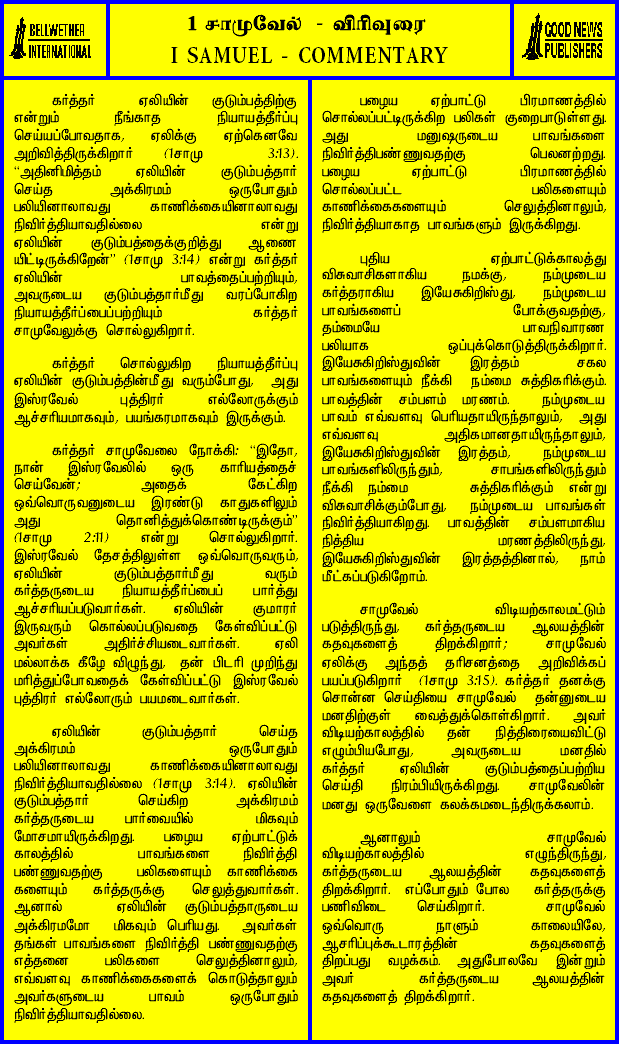 BELLWETHER
INTERNATIONAL
1 சாமுவேல் - விரிவுரை
I SAMUEL - COMMENTARY
GOOD NEWS
PUBLISHERS
கர்த்தர் ஏலியின் குடும்பத்திற்கு
என்றும் நீங்காத நியாயத்தீர்ப்பு
செய்யப்போவதாக, ஏலிக்கு ஏற்கெனவே
அறிவித்திருக்கிறார் (1சாமு 3:13).
“அதினிமித்தம் ஏலியின் குடும்பத்தார்
செய்த அக்கிரமம் ஒருபோதும்
பலியினாலாவது காணிக்கையினாலாவது
நிவிர்த்தியாவதில்லை என்று
ஏலியின் குடும்பத்தைக்குறித்து ஆணை
யிட்டிருக்கிறேன்” (1சாமு 3:14) என்று கர்த்தர்
ஏலியின் பாவத்தைப்பற்றியும்,
அவருடைய குடும்பத்தார்மீது வரப்போகிற
நியாயத்தீர்ப்பைப்பற்றியும் கர்த்தர்
சாமுவேலுக்கு சொல்லுகிறார்.
கர்த்தர் சொல்லுகிற நியாயத்தீர்ப்பு
ஏலியின் குடும்பத்தின்மீது வரும்போது, அது
இஸ்ரவேல் புத்திரர் எல்லோருக்கும்
ஆச்சரியமாகவும், பயங்கரமாகவும் இருக்கும்.
கர்த்தர் சாமுவேலை நோக்கி: “இதோ,
நான் இஸ்ரவேலில் ஒரு காரியத்தைச்
செய்வேன்; அதைக் கேட்கிற
ஒவ்வொருவனுடைய இரண்டு காதுகளிலும்
அது தொனித்துக்கொண்டிருக்கும்”
(1சாமு 2:11) என்று சொல்லுகிறார்.
இஸ்ரவேல் தேசத்திலுள்ள ஒவ்வொருவரும்,
ஏலியின் குடும்பத்தார்மீது வரும்
கர்த்தருடைய நியாயத்தீர்ப்பைப் பார்த்து
ஆச்சரியப்படுவார்கள். ஏலியின் குமாரர்
இருவரும் கொல்லப்படுவதை கேள்விப்பட்டு
அவர்கள் அதிர்ச்சியடைவார்கள். ஏலி
மல்லாக்க கீழே விழுந்து, தன் பிடரி முறிந்து
மரித்துப்போவதைக் கேள்விப்பட்டு இஸ்ரவேல்
புத்திரர் எல்லோரும் பயமடைவார்கள்.
ஏலியின் குடும்பத்தார் செய்த
அக்கிரமம் ஒருபோதும்
பலியினாலாவது காணிக்கையினாலாவது
நிவிர்த்தியாவதில்லை (1சாமு 3:14). ஏலியின்
குடும்பத்தார் செய்கிற அக்கிரமம்
கர்த்தருடைய பார்வையில் மிகவும்
மோசமாயிருக்கிறது. பழைய ஏற்பாட்டுக்
காலத்தில் பாவங்களை நிவிர்த்தி
பண்ணுவதற்கு பலிகளையும் காணிக்கை
களையும் கர்த்தருக்கு செலுத்துவார்கள்.
ஆனால் ஏலியின் குடும்பத்தாருடைய
அக்கிரமமோ மிகவும் பெரியது. அவர்கள்
தங்கள் பாவங்களை நிவிர்த்தி பண்ணுவதற்கு
எத்தனை பலிகளை செலுத்தினாலும்,
எவ்வளவு காணிக்கைகளைக் கொடுத்தாலும்
அவர்களுடைய பாவம் ஒருபோதும்
நிவிர்த்தியாவதில்லை.
பழைய ஏற்பாட்டு பிரமாணத்தில்
சொல்லப்பட்டிருக்கிற பலிகள் குறைபாடுள்ளது.
அது மனுஷருடைய பாவங்களை
நிவிர்த்திபண்ணுவதற்கு பெலனற்றது.
பழைய ஏற்பாட்டு பிரமாணத்தில்
சொல்லப்பட்ட பலிகளையும்
காணிக்கைகளையும் செலுத்தினாலும்,
நிவிர்த்தியாகாத பாவங்களும் இருக்கிறது.
புதிய ஏற்பாட்டுக்காலத்து
விசுவாசிகளாகிய நமக்கு, நம்முடைய
கர்த்தராகிய இயேசுகிறிஸ்து, நம்முடைய
பாவங்களைப் போக்குவதற்கு,
தம்மையே பாவநிவாரண
பலியாக ஒப்புக்கொடுத்திருக்கிறார்.
இயேசுகிறிஸ்துவின் இரத்தம் சகல
பாவங்களையும் நீக்கி நம்மை சுத்திகரிக்கும்.
பாவத்தின் சம்பளம் மரணம். நம்முடைய
பாவம் எவ்வளவு பெரியதாயிருந்தாலும், அது
எவ்வளவு அதிகமானதாயிருந்தாலும்,
இயேசுகிறிஸ்துவின் இரத்தம், நம்முடைய
பாவங்களிலிருந்தும், சாபங்களிலிருந்தும்
நீக்கி நம்மை சுத்திகரிக்கும் என்று
விசுவாசிக்கும்போது, நம்முடைய பாவங்கள்
நிவிர்த்தியாகிறது. பாவத்தின் சம்பளமாகிய
நித்திய மரணத்திலிருந்து,
இயேசுகிறிஸ்துவின் இரத்தத்தினால், நாம்
மீட்கப்படுகிறோம்.
சாமுவேல் விடியற்காலமட்டும்
படுத்திருந்து, கர்த்தருடைய ஆலயத்தின்
கதவுகளைத் திறக்கிறார்; சாமுவேல்
ஏலிக்கு அந்தத் தரிசனத்தை அறிவிக்கப்
பயப்படுகிறார் (1சாமு 3:15). கர்த்தர் தனக்கு
சொன்ன செய்தியை சாமுவேல் தன்னுடைய
மனதிற்குள் வைத்துக்கொள்கிறார். அவர்
விடியற்காலத்தில் தன் நித்திரையைவிட்டு
எழும்பியபோது, அவருடைய மனதில்
கர்த்தர் ஏலியின் குடும்பத்தைப்பற்றிய
செய்தி நிரம்பியிருக்கிறது. சாமுவேலின்
மனது ஒருவேளை கலக்கமடைந்திருக்கலாம்.
ஆனாலும் சாமுவேல்
விடியற்காலத்தில் எழுந்திருந்து,
கர்த்தருடைய ஆலயத்தின் கதவுகளைத்
திறக்கிறார். எப்போதும் போல கர்த்தருக்கு
பணிவிடை செய்கிறார். சாமுவேல்
ஒவ்வொரு நாளும் காலையிலே,
ஆசரிப்புக்கூடாரத்தின் கதவுகளைத்
திறப்பது வழக்கம். அதுபோலவே இன்றும்
அவர் கர்த்தருடைய ஆலயத்தின்
கதவுகளைத் திறக்கிறார்.